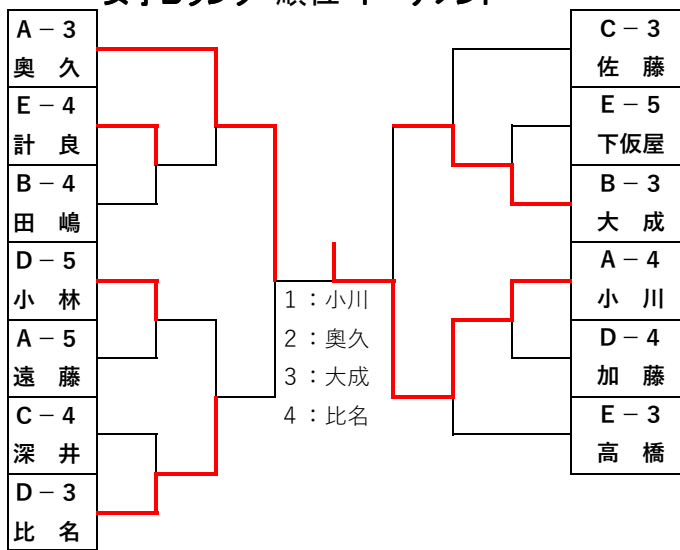 A－3
奥　久
E－4
計　良
B－4
田　嶋
D－5
小　林
A－5
遠　藤
C－4
深　井
D－3
比　名
1：小川
2：奥久
3：大成
4：比名
C－3
佐　藤
E－5
下仮屋
B－3
大　成
A－4
小　川
D－4
加　藤
E－3
高　橋